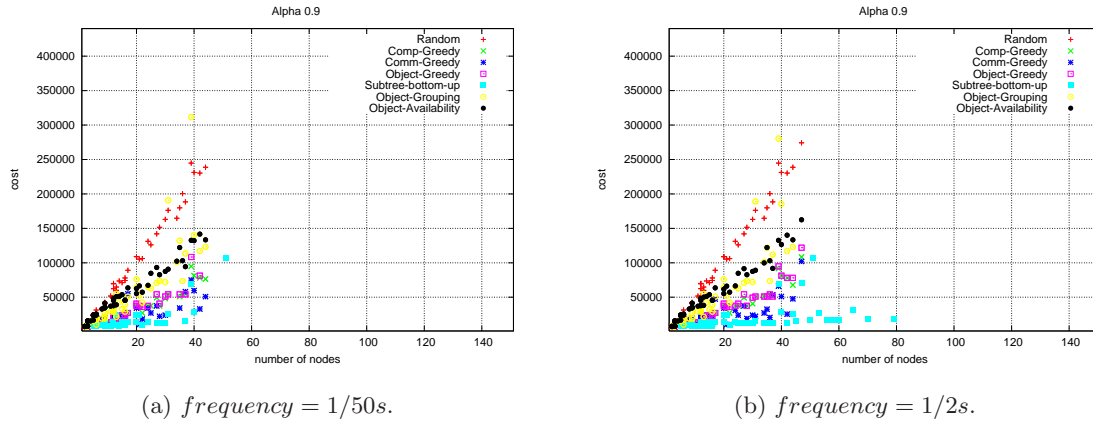 Alpha 0.9
400000
350000
300000
250000
200000
150000
100000
50000
cost
20 40 60 80 100 120 140
number of nodes
Random
Comp-Greedy
Comm-Greedy
Object-Greedy
Subtree-bottom-up
Object-Grouping
Object-Availability
(a) frequency = 1/50s.
Alpha 0.9
400000
350000
300000
250000
200000
150000
100000
50000
cost
20 40 60 80 100 120 140
number of nodes
Random
Comp-Greedy
Comm-Greedy
Object-Greedy
Subtree-bottom-up
Object-Grouping
Object-Availability
(b) frequency = 1/2s.